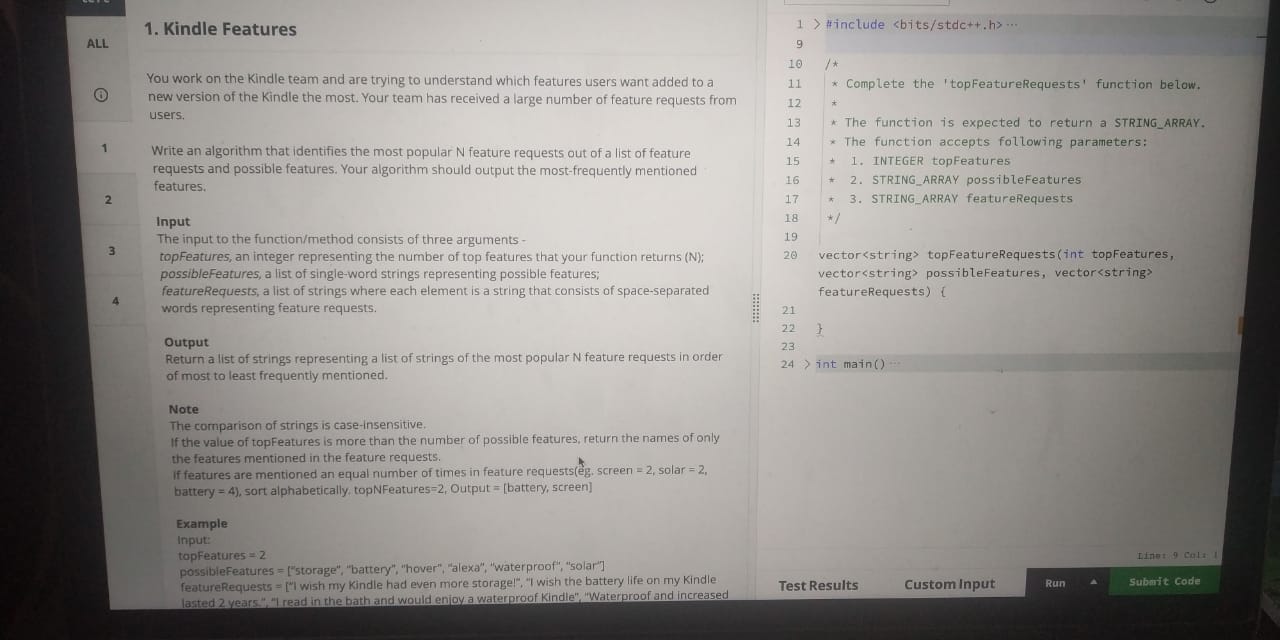 ALL
1
2
3
4
1. Kindle Features
You work on the Kindle team and are trying to understand which features users want added to a
new version of the Kindle the most. Your team has received a large number of feature requests from
users.
Write an algorithm that identifies the most popular N feature requests out of a list of feature
requests and possible features. Your algorithm should output the most-frequently mentioned
features.
Input
The input to the function/method consists of three arguments -
topFeatures, an integer representing the number of top features that your function returns (N);
possibleFeatures, a list of single-word strings representing possible features;
featureRequests, a list of strings where each element is a string that consists of space-separated
words representing feature requests.
Output
Return a list of strings representing a list of strings of the most popular N feature requests in order
of most to least frequently mentioned.
Note
The comparison of strings is case-insensitive.
If the value of topFeatures is more than the number of possible features, return the names of only
the features mentioned in the feature requests.
If features are mentioned an equal number of times in feature requests(eg. screen = 2, solar = 2,
battery = 4), sort alphabetically. topNFeatures=2, Output = [battery, screen]
Example
Input:
topFeatures = 2
possibleFeatures = ["storage", "battery", "hover", "alexa", "waterproof", "solar"]
featureRequests = ["I wish my Kindle had even more storage!", "I wish the battery life on my Kindle
lasted 2 years.", "I read in the bath and would enjoy a waterproof Kindle", "Waterproof and increased
1 > #include <bits/stdc++.h> ...
9
10 /*
11 * Complete the 'topFeatureRequests' function below.
12 *
13 * The function is expected to return a STRING_ARRAY.
14 * The function accepts following parameters:
15 * 1. INTEGER topFeatures
16 * 2. STRING_ARRAY possibleFeatures
17 * 3. STRING_ARRAY featureRequests
18 */
19
20 vector<string> topFeatureRequests(int topFeatures,
vector<string> possibleFeatures, vector<string>
featureRequests) {
21
22 }
23
24 > int main() ...
Line: 9 Col: 1
Test Results Custom Input Run Submit Code